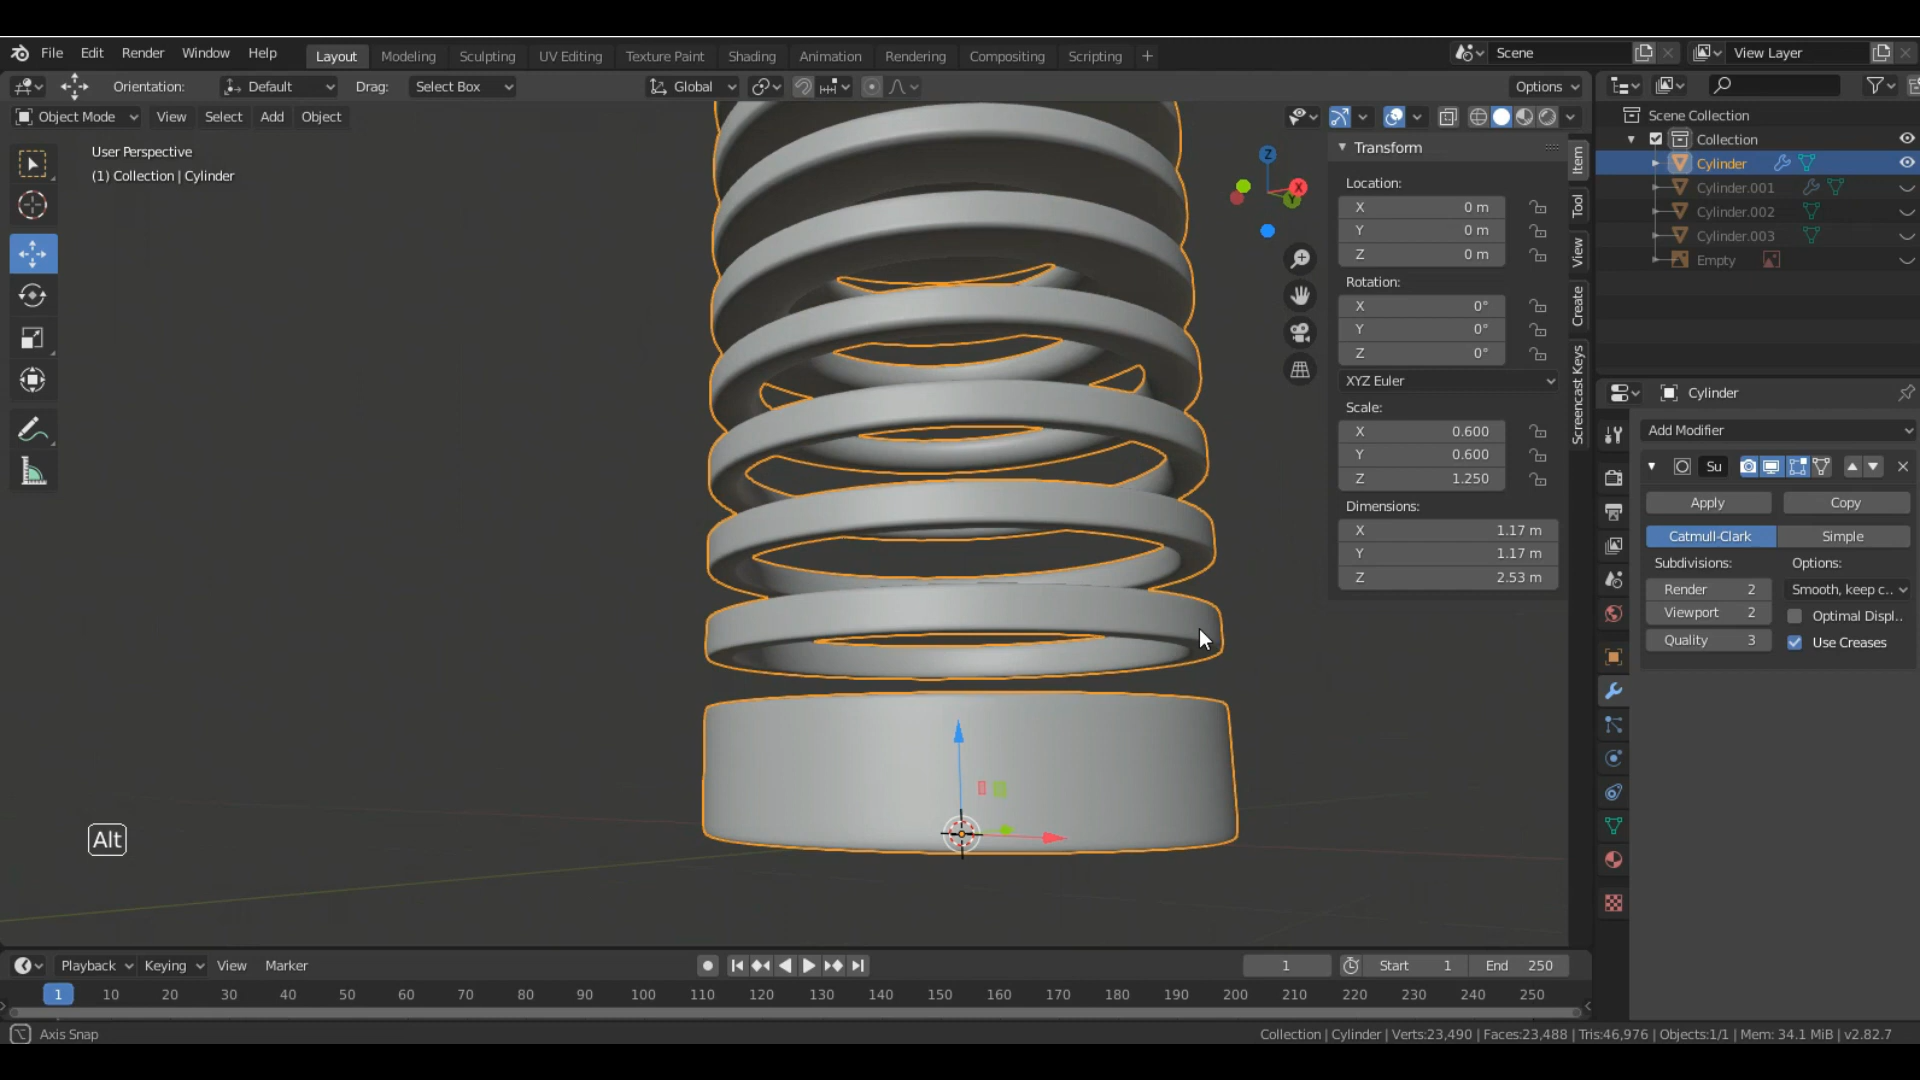 File Edit Render Window Help Layout Modeling Sculpting UV Editing Texture Paint Shading Animation Rendering Compositing Scripting + Scene View Layer
Orientation: Default Drag: Select Box Global Options
Object Mode View Select Add Object
User Perspective
(1) Collection | Cylinder
Z
X
Y
Transform
Location:
X 0 m
Y 0 m
Z 0 m
Rotation:
X 0°
Y 0°
Z 0°
XYZ Euler
Scale:
X 0.600
Y 0.600
Z 1.250
Dimensions:
X 1.17 m
Y 1.17 m
Z 2.53 m
Item
Tool
View
Create
Screencast Keys
Scene Collection
Collection
Cylinder
Cylinder.001
Cylinder.002
Cylinder.003
Empty
Cylinder
Add Modifier
Su
Apply Copy
Catmull-Clark Simple
Subdivisions: Options:
Render 2 Smooth, keep c..
Viewport 2 Optimal Displ..
Quality 3 Use Creases
Alt
Playback Keying View Marker 1 Start 1 End 250
1 10 20 30 40 50 60 70 80 90 100 110 120 130 140 150 160 170 180 190 200 210 220 230 240 250
Axis Snap Collection | Cylinder | Verts:23,490 | Faces:23,488 | Tris:46,976 | Objects:1/1 | Mem: 34.1 MiB | v2.82.7